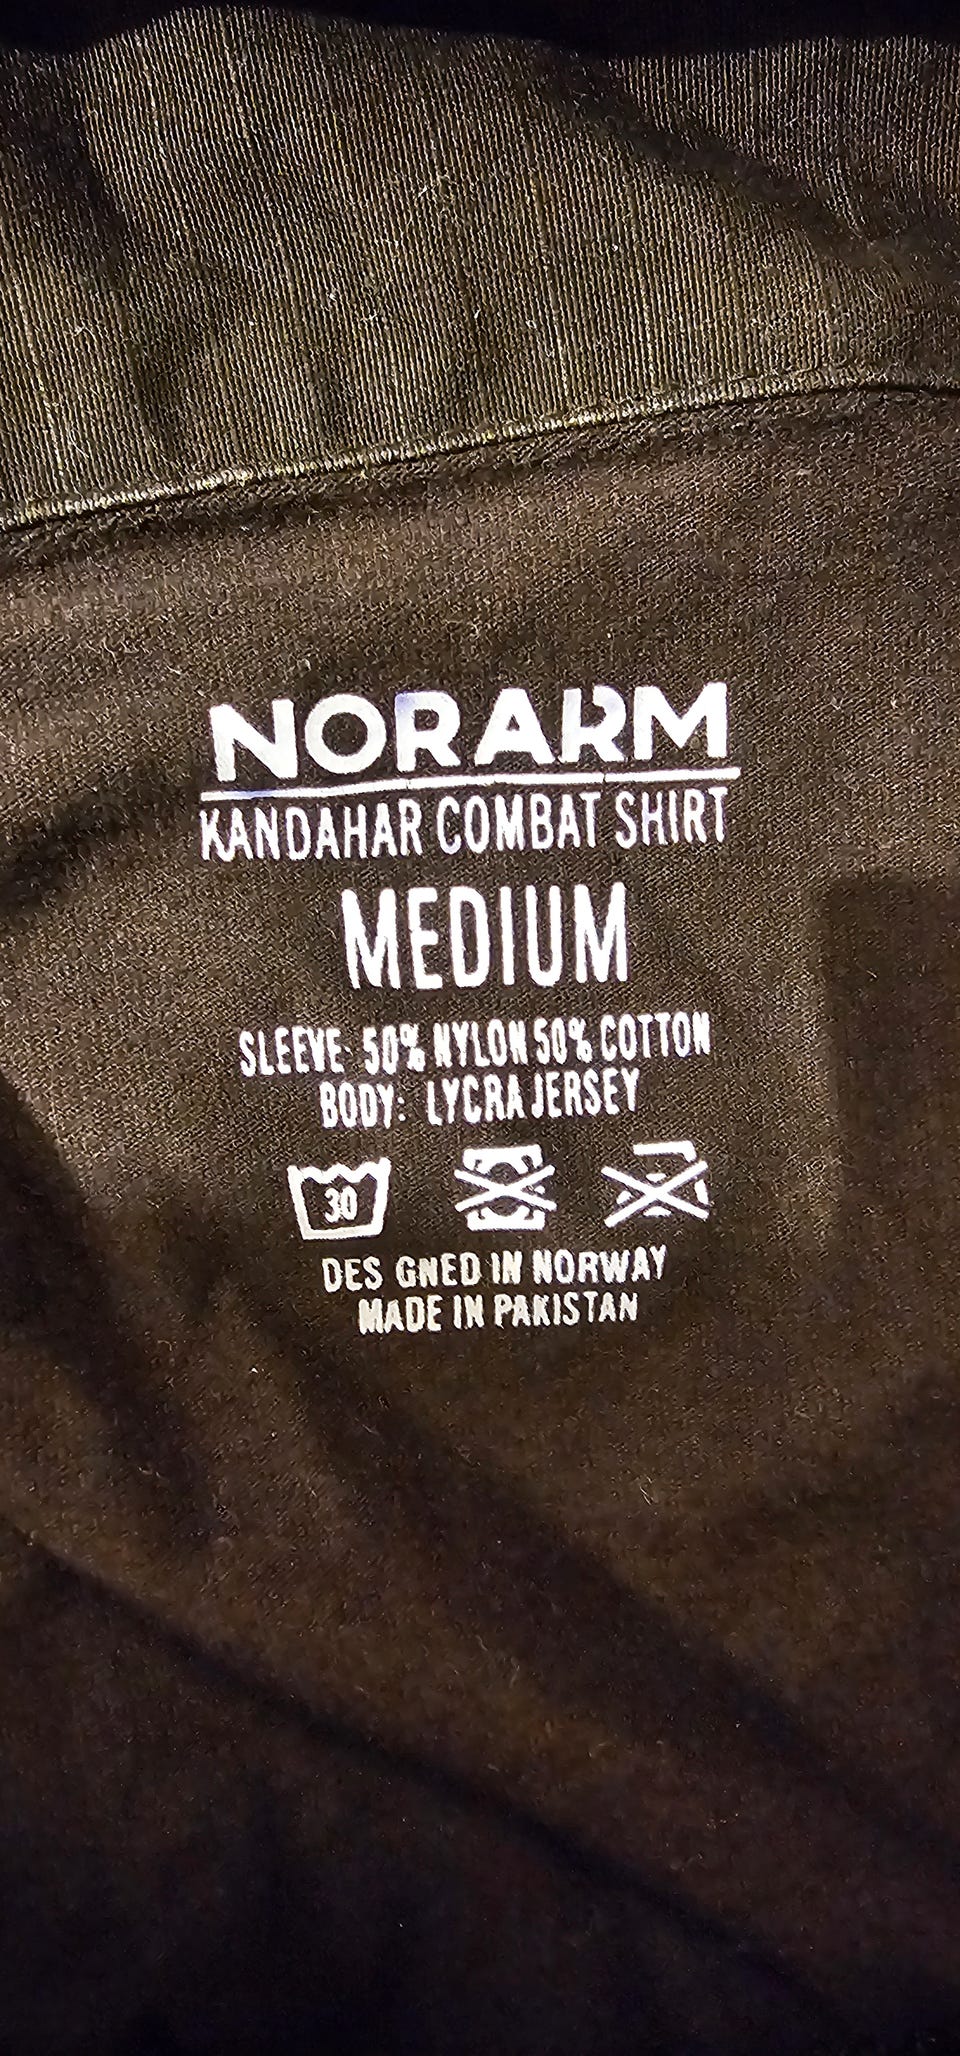 NORARM
KANDAHAR COMBAT SHIRT
MEDIUM
SLEEVE: 50% NYLON 50% COTTON
BODY: LYCRA JERSEY
30
DES GNED IN NORWAY
MADE IN PAKISTAN